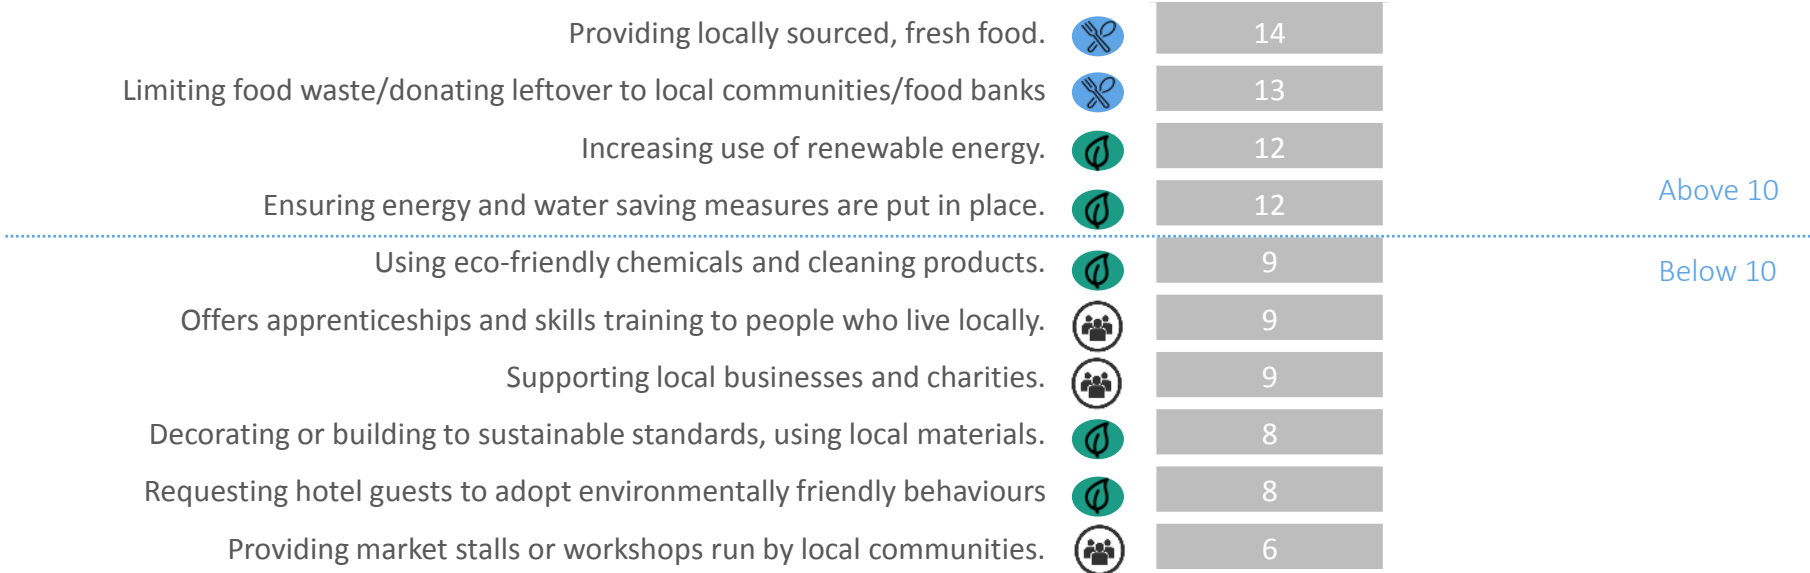 Providing locally sourced, fresh food. 14
Limiting food waste/donating leftover to local communities/food banks 13
Increasing use of renewable energy. 12
Ensuring energy and water saving measures are put in place. 12
Above 10
Using eco-friendly chemicals and cleaning products. 9
Below 10
Offers apprenticeships and skills training to people who live locally. 9
Supporting local businesses and charities. 9
Decorating or building to sustainable standards, using local materials. 8
Requesting hotel guests to adopt environmentally friendly behaviours 8
Providing market stalls or workshops run by local communities. 6